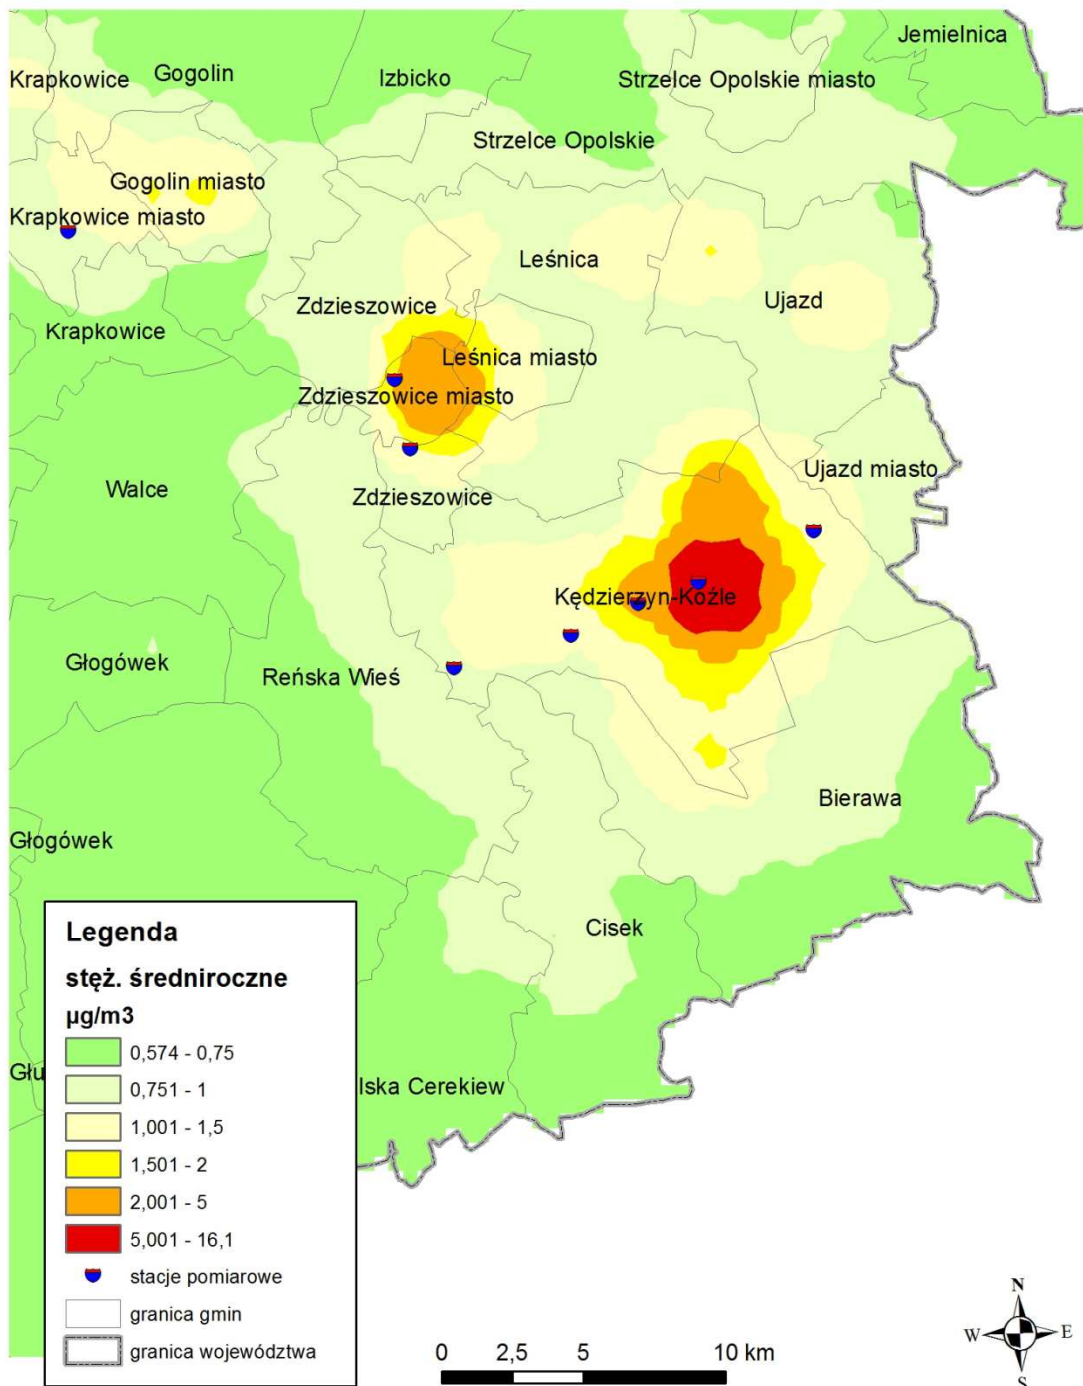 Jemielnica
Krapkowice
Gogolin
Izbicko
Strzelce Opolskie miasto
Strzelce Opolskie
Gogolin miasto
Krapkowice miasto
Leśnica
Zdzieszowice
Ujazd
Krapkowice
Leśnica miasto
Zdzieszowice miasto
Ujazd miasto
Walce
Zdzieszowice
Kędzierzyn-Koźle
Głogówek
Reńska Wieś
Bierawa
Głogówek
Cisek
Głu
lska Cerekiew
Legenda
stęż. średniroczne
µg/m3
0,574 - 0,75
0,751 - 1
1,001 - 1,5
1,501 - 2
2,001 - 5
5,001 - 16,1
stacje pomiarowe
granica gmin
granica województwa
0 2,5 5 10 km
N
W E
S